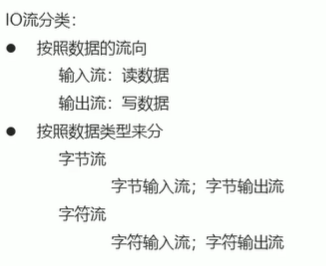 IO流分类：
● 按照数据的流向
输入流：读数据
输出流：写数据
● 按照数据类型来分
字节流
字节输入流；字节输出流
字符流
字符输入流；字符输出流